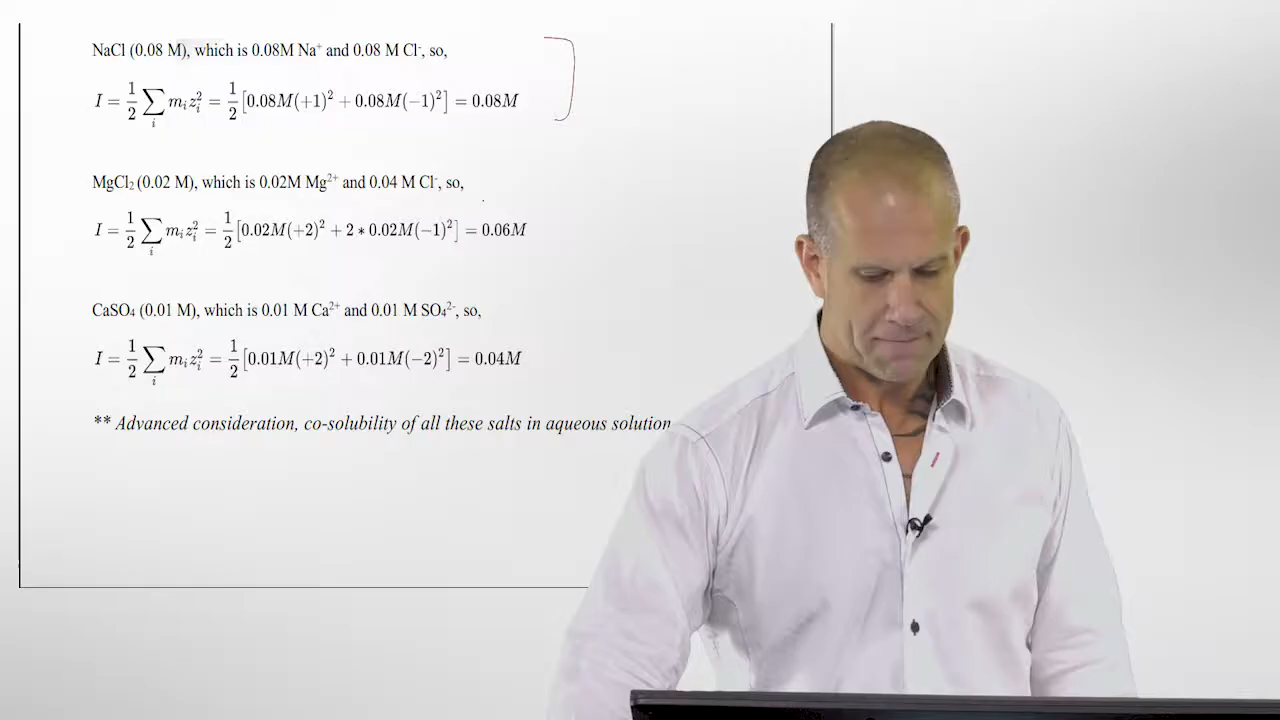 NaCl (0.08 M), which is 0.08M Na⁺ and 0.08 M Cl⁻, so,
I = 1/2 ∑ᵢ mᵢzᵢ² = 1/2 [0.08M(+1)² + 0.08M(−1)²] = 0.08M
MgCl₂ (0.02 M), which is 0.02M Mg²⁺ and 0.04 M Cl⁻, so,
I = 1/2 ∑ᵢ mᵢzᵢ² = 1/2 [0.02M(+2)² + 2 * 0.02M(−1)²] = 0.06M
CaSO₄ (0.01 M), which is 0.01 M Ca²⁺ and 0.01 M SO₄²⁻, so,
I = 1/2 ∑ᵢ mᵢzᵢ² = 1/2 [0.01M(+2)² + 0.01M(−2)²] = 0.04M
** Advanced consideration, co-solubility of all these salts in aqueous solution